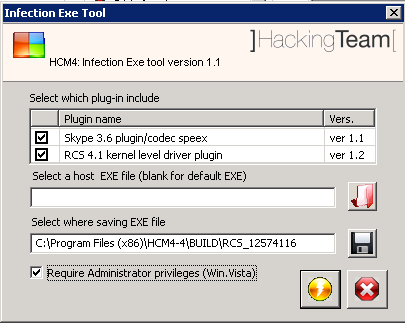 Infection Exe Tool
]HackingTeam[
HCM4: Infection Exe tool version 1.1
Select which plug-in include
Plugin name Vers.
Skype 3.6 plugin/codec speex ver 1.1
RCS 4.1 kernel level driver plugin ver 1.2
Select a host EXE file (blank for default EXE)
Select where saving EXE file
C:\Program Files (x86)\HCM4-4\BUILD\RCS_12574116
Require Administrator privileges (Win.Vista)